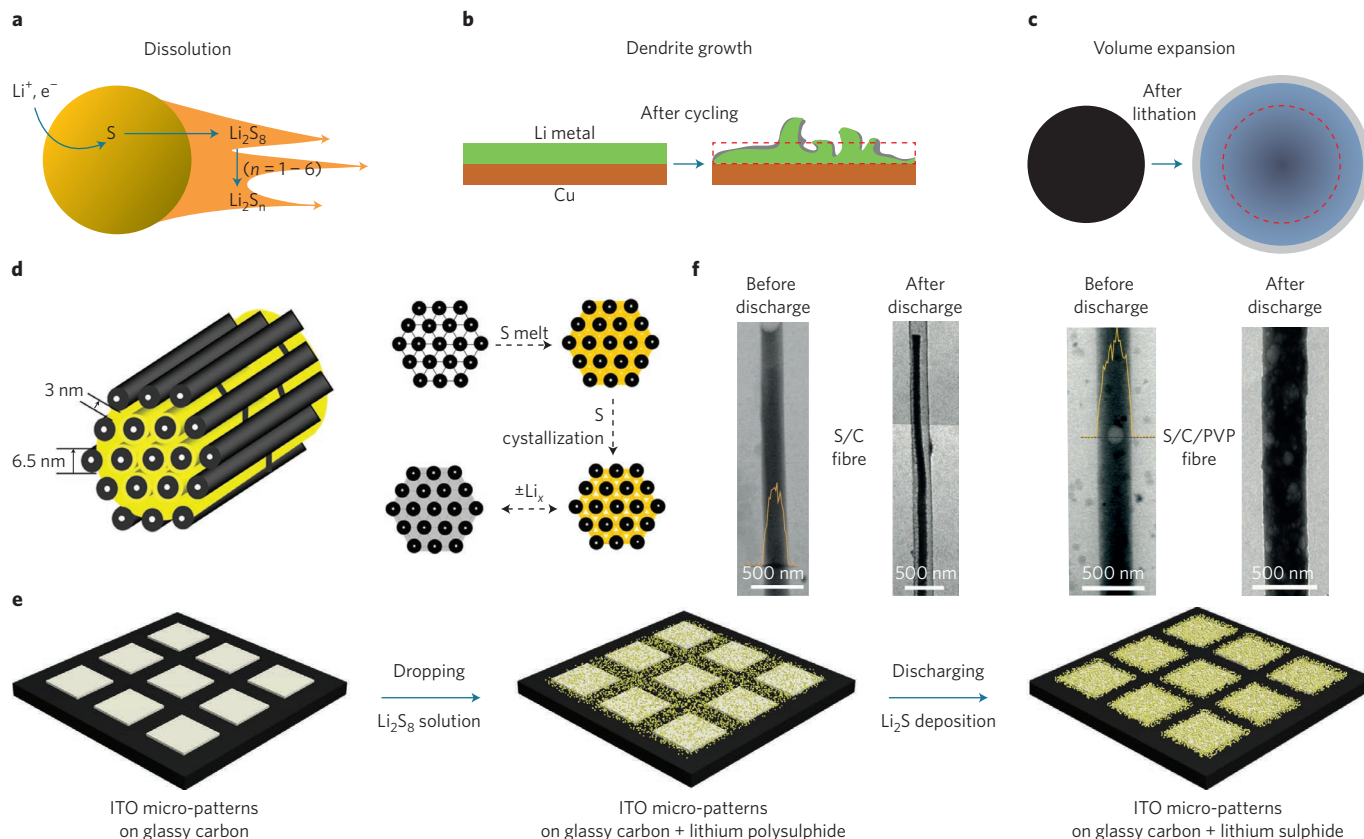 a
Dissolution
Li⁺, e⁻
S
Li₂S₈
(n = 1 – 6)
Li₂Sₙ
b
Dendrite growth
After cycling
Li metal
Cu
c
Volume expansion
After
lithation
d
3 nm
6.5 nm
S melt
S
cystallization
±Liₓ
f
Before
discharge
After
discharge
S/C
fibre
500 nm
500 nm
Before
discharge
After
discharge
S/C/PVP
fibre
500 nm
500 nm
e
ITO micro-patterns
on glassy carbon
Dropping
Li₂S₈ solution
ITO micro-patterns
on glassy carbon + lithium polysulphide
Discharging
Li₂S deposition
ITO micro-patterns
on glassy carbon + lithium sulphide